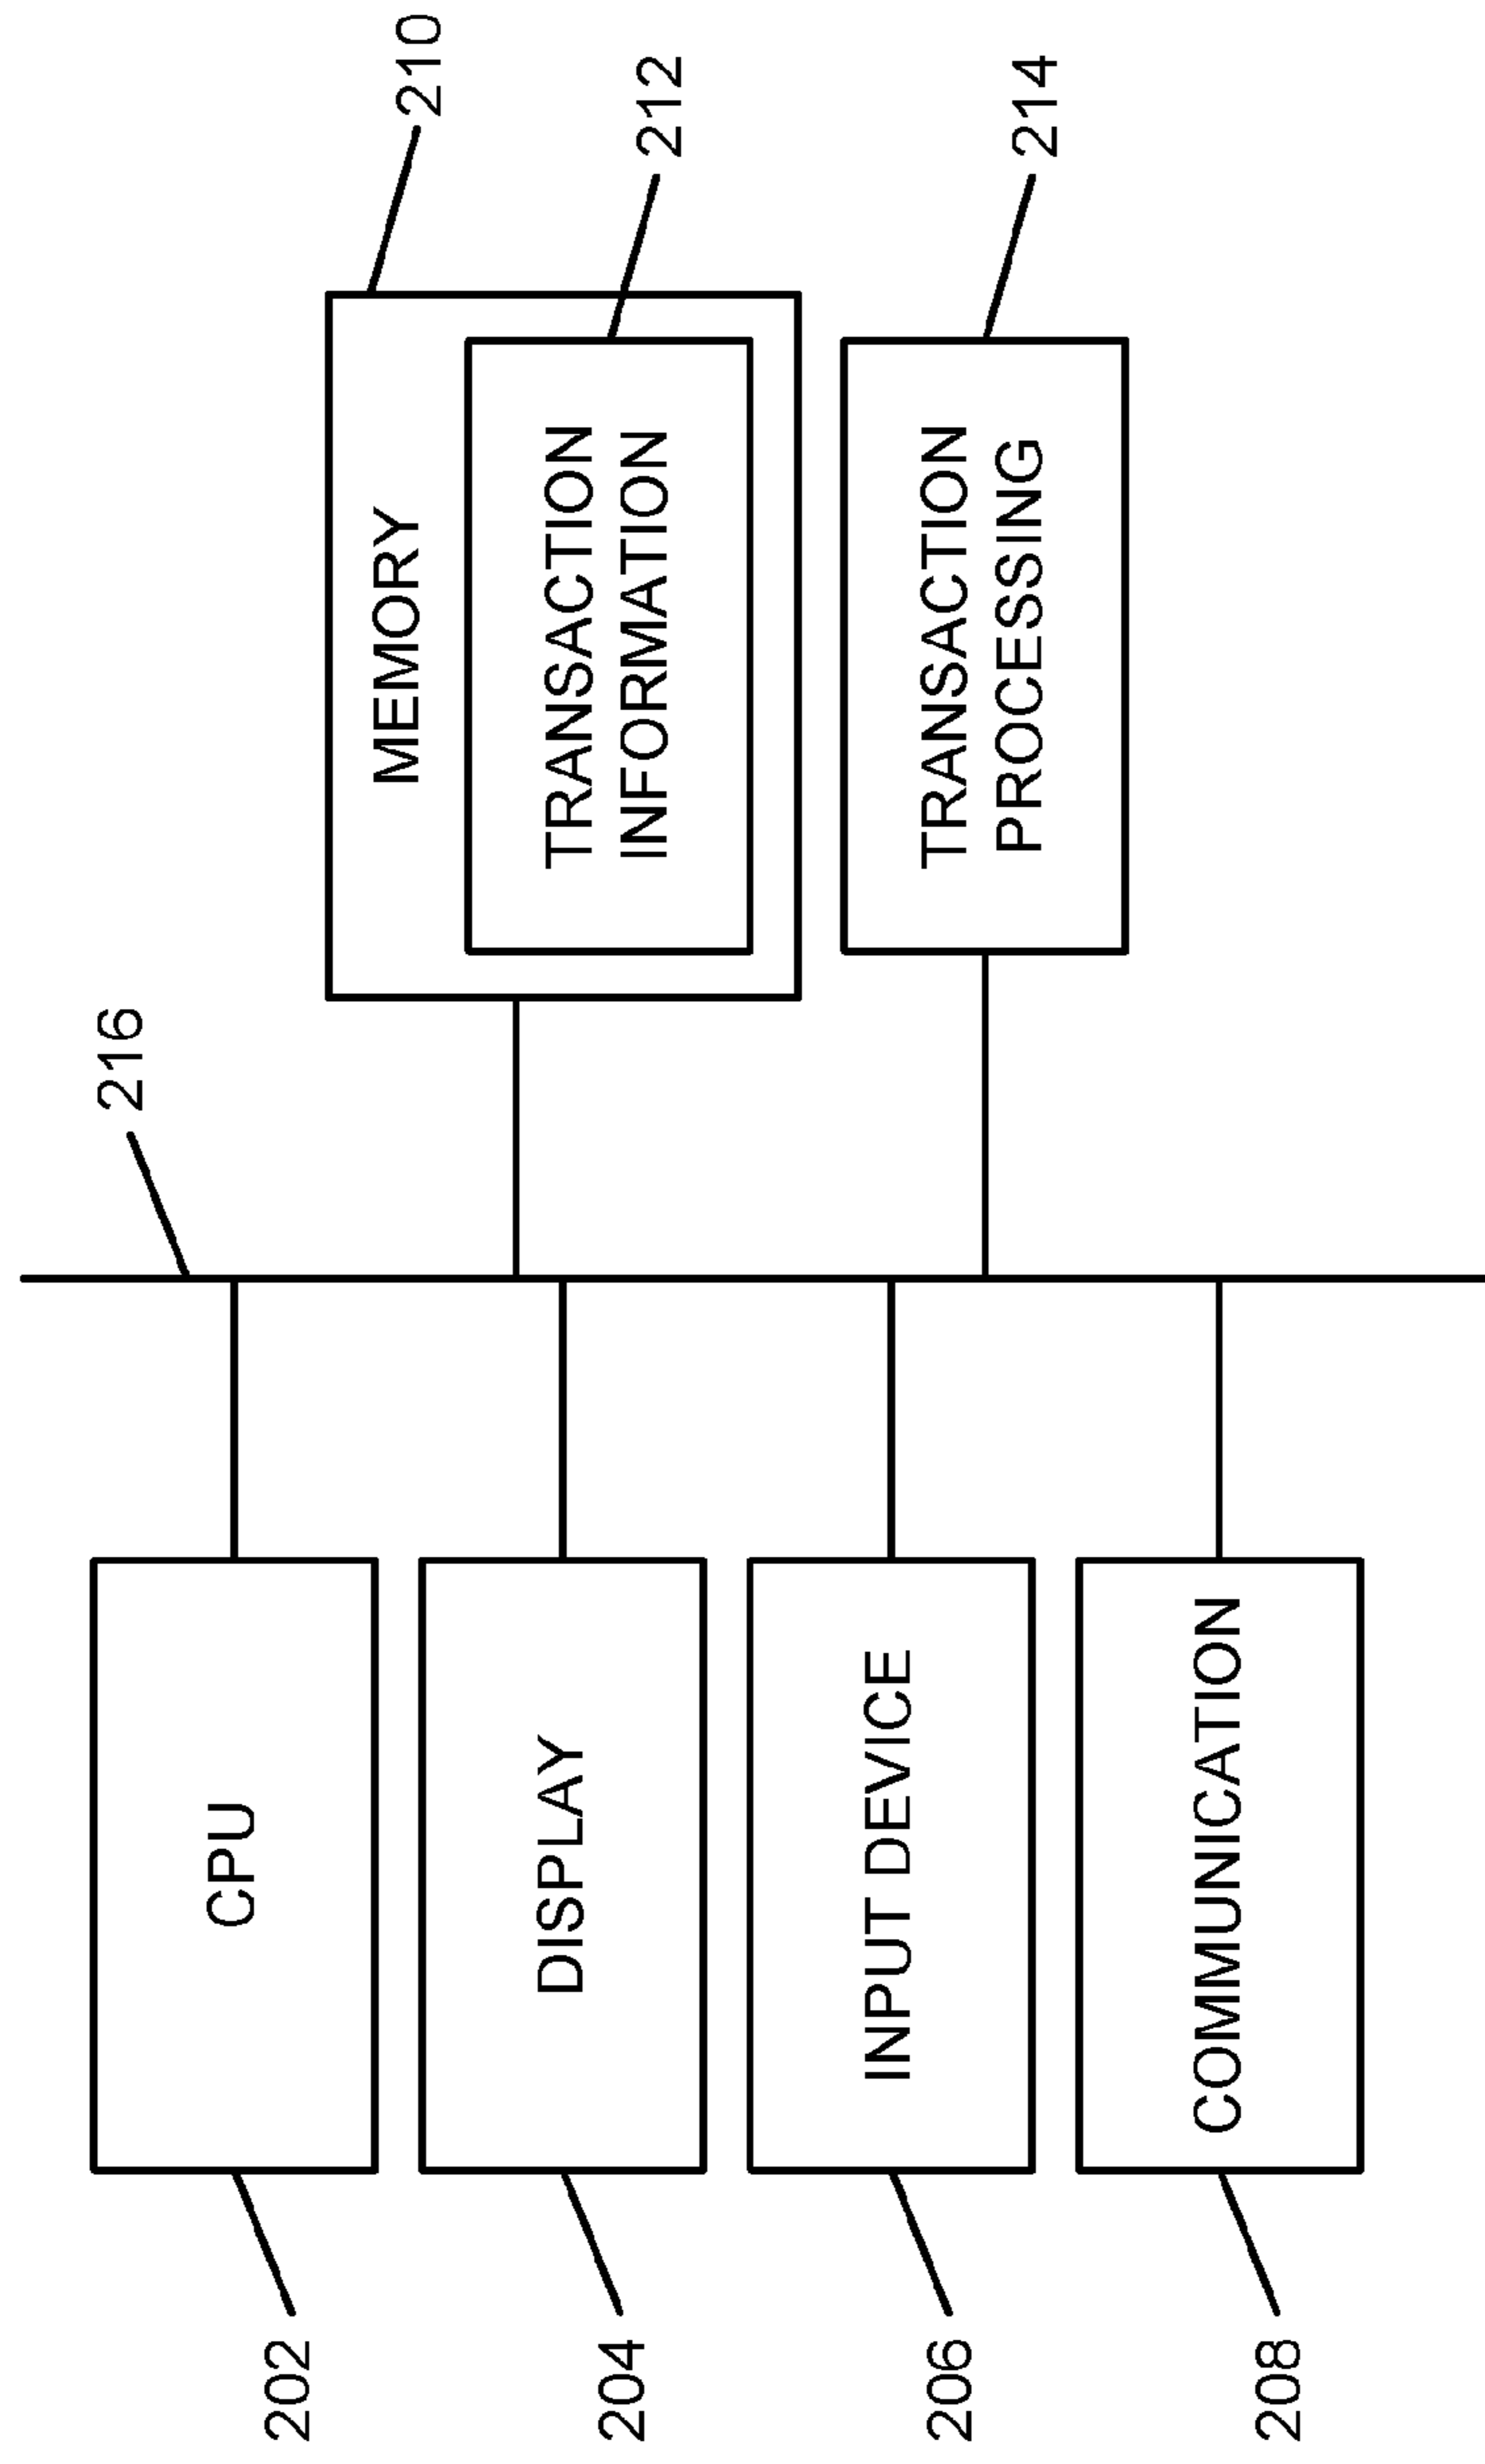 202
CPU
204
DISPLAY
206
INPUT DEVICE
208
COMMUNICATION
216
MEMORY
210
TRANSACTION
INFORMATION
212
TRANSACTION
PROCESSING
214